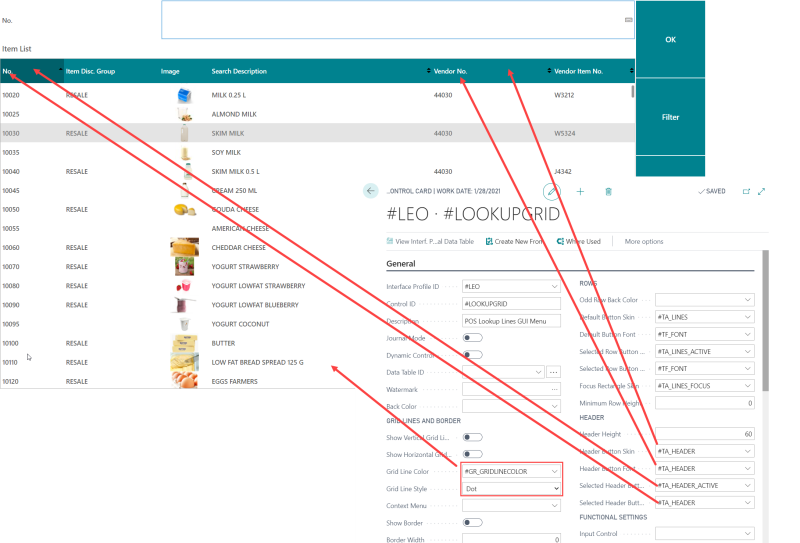 No.
OK
Item List
No. Item Disc. Group Image Search Description Vendor No. Vendor Item No.
10020 RESALE MILK 0.25 L 44030 W3212
10025 ALMOND MILK
Filter
10030 RESALE SKIM MILK 44030 W5324
10035 SOY MILK
10040 RESALE SKIM MILK 0.5 L 44030 J4342
10045 CREAM 250 ML
10050 RESALE GOUDA CHEESE
10055 AMERICAN CHEESE
10060 RESALE CHEDDAR CHEESE
10070 RESALE YOGURT STRAWBERRY
10080 RESALE YOGURT LOWFAT STRAWBERRY
10090 RESALE YOGURT LOWFAT BLUEBERRY
10095 YOGURT COCONUT
10100 RESALE BUTTER
10110 RESALE LOW FAT BREAD SPREAD 125 G
10120 RESALE EGGS FARMERS
...ONTROL CARD | WORK DATE: 1/28/2021
SAVED
#LEO · #LOOKUPGRID
View Interf. P...al Data Table Create New From Where Used More options
General
Interface Profile ID #LEO
Control ID #LOOKUPGRID
Description POS Lookup Lines GUI Menu
Journal Mode
Dynamic Control
Data Table ID
Watermark
Back Color
GRID LINES AND BORDER
Show Vertical Grid Li...
Show Horizontal Grid...
Grid Line Color #GR_GRIDLINECOLOR
Grid Line Style Dot
Context Menu
Show Border
Border Width 0
ROWS
Odd Row Back Color
Default Button Skin #TA_LINES
Default Button Font #TF_FONT
Selected Row Button ... #TA_LINES_ACTIVE
Selected Row Button ... #TF_FONT
Focus Rectangle Skin #TA_LINES_FOCUS
Minimum Row Height 0
HEADER
Header Height 60
Header Button Skin #TA_HEADER
Header Button Font #TA_HEADER
Selected Header Butt... #TA_HEADER_ACTIVE
Selected Header Butt... #TA_HEADER
FUNCTIONAL SETTINGS
Input Control